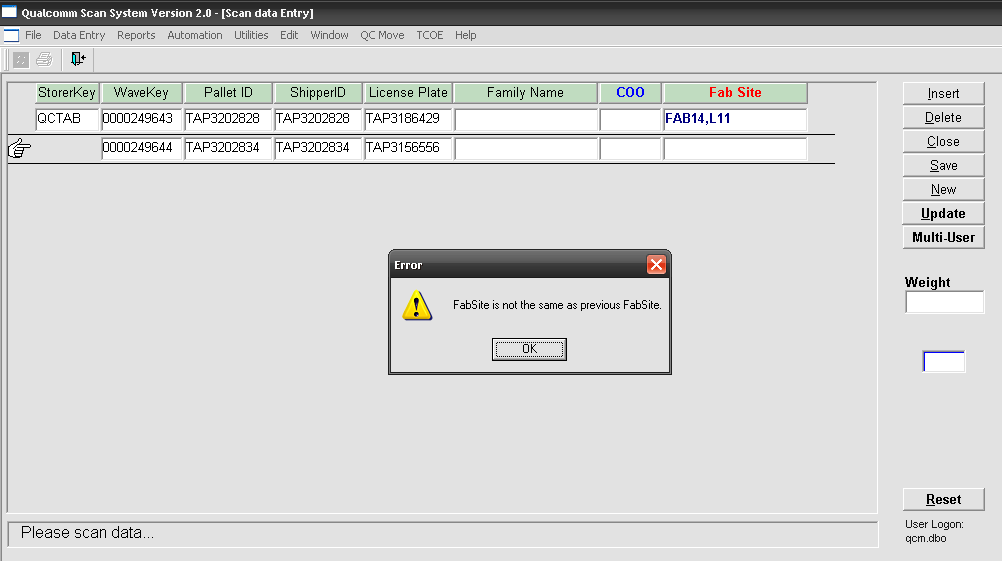 Qualcomm Scan System Version 2.0 - [Scan data Entry]
File Data Entry Reports Automation Utilities Edit Window QC Move TCOE Help
StorerKey WaveKey Pallet ID ShipperID License Plate Family Name COO Fab Site
QCTAB 0000249643 TAP3202828 TAP3202828 TAP3186429 FAB14,L11
0000249644 TAP3202834 TAP3202834 TAP3156556
Insert
Delete
Close
Save
New
Update
Multi-User
Error
FabSite is not the same as previous FabSite.
OK
Weight
Reset
User Logon:
qcm.dbo
Please scan data...